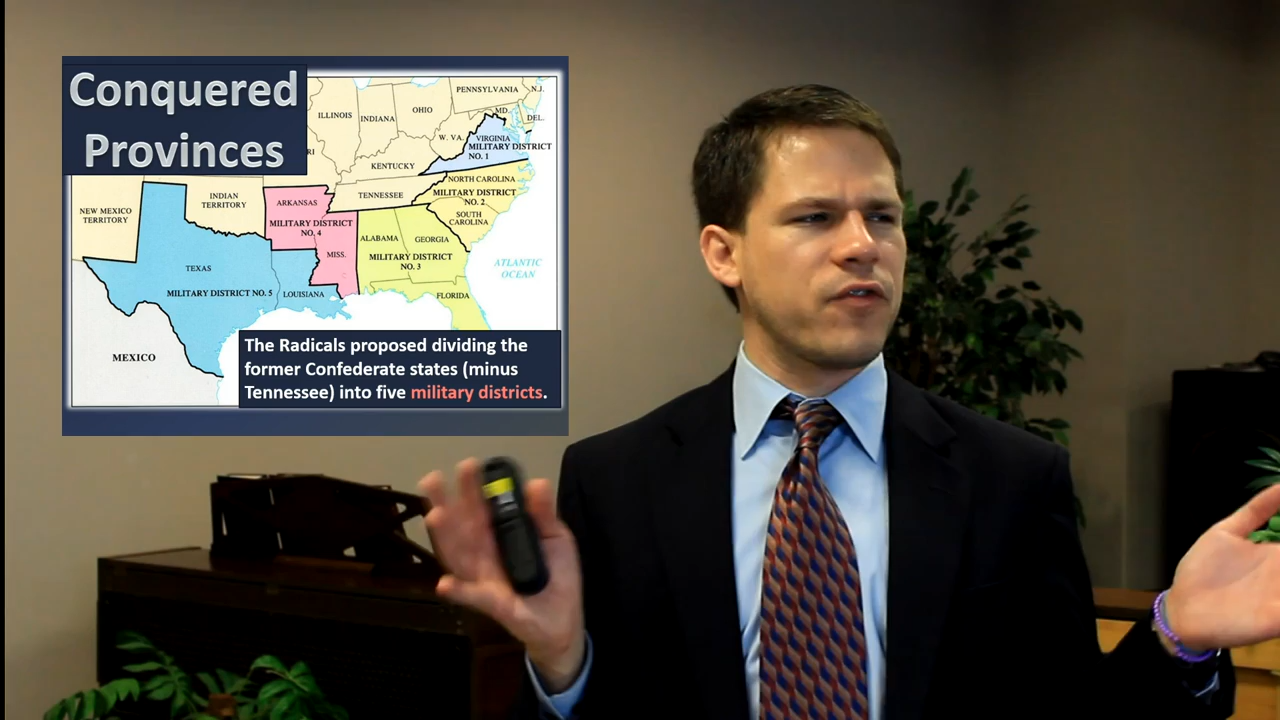 Conquered
Provinces
PENNSYLVANIA
N.J.
ILLINOIS
INDIANA
OHIO
MD.
DEL.
W. VA.
VIRGINIA
MILITARY DISTRICT
NO. 1
RI
KENTUCKY
NORTH CAROLINA
MILITARY DISTRICT
NO. 2
SOUTH
CAROLINA
TENNESSEE
INDIAN
TERRITORY
ARKANSAS
NEW MEXICO
TERRITORY
MILITARY DISTRICT
NO. 4
MISS.
ALABAMA
GEORGIA
MILITARY DISTRICT
NO. 3
ATLANTIC
OCEAN
TEXAS
MILITARY DISTRICT NO. 5
LOUISIANA
FLORIDA
MEXICO
The Radicals proposed dividing the
former Confederate states (minus
Tennessee) into five military districts.